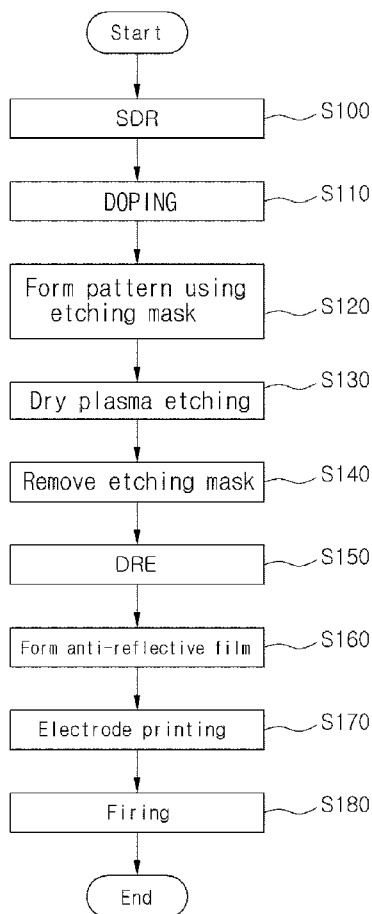 Start
SDR
S100
DOPING
S110
Form pattern using
etching mask
S120
S130
Dry plasma etching
S140
Remove etching mask
DRE
S150
Form anti-reflective film
S160
Electrode printing
S170
Firing
S180
End